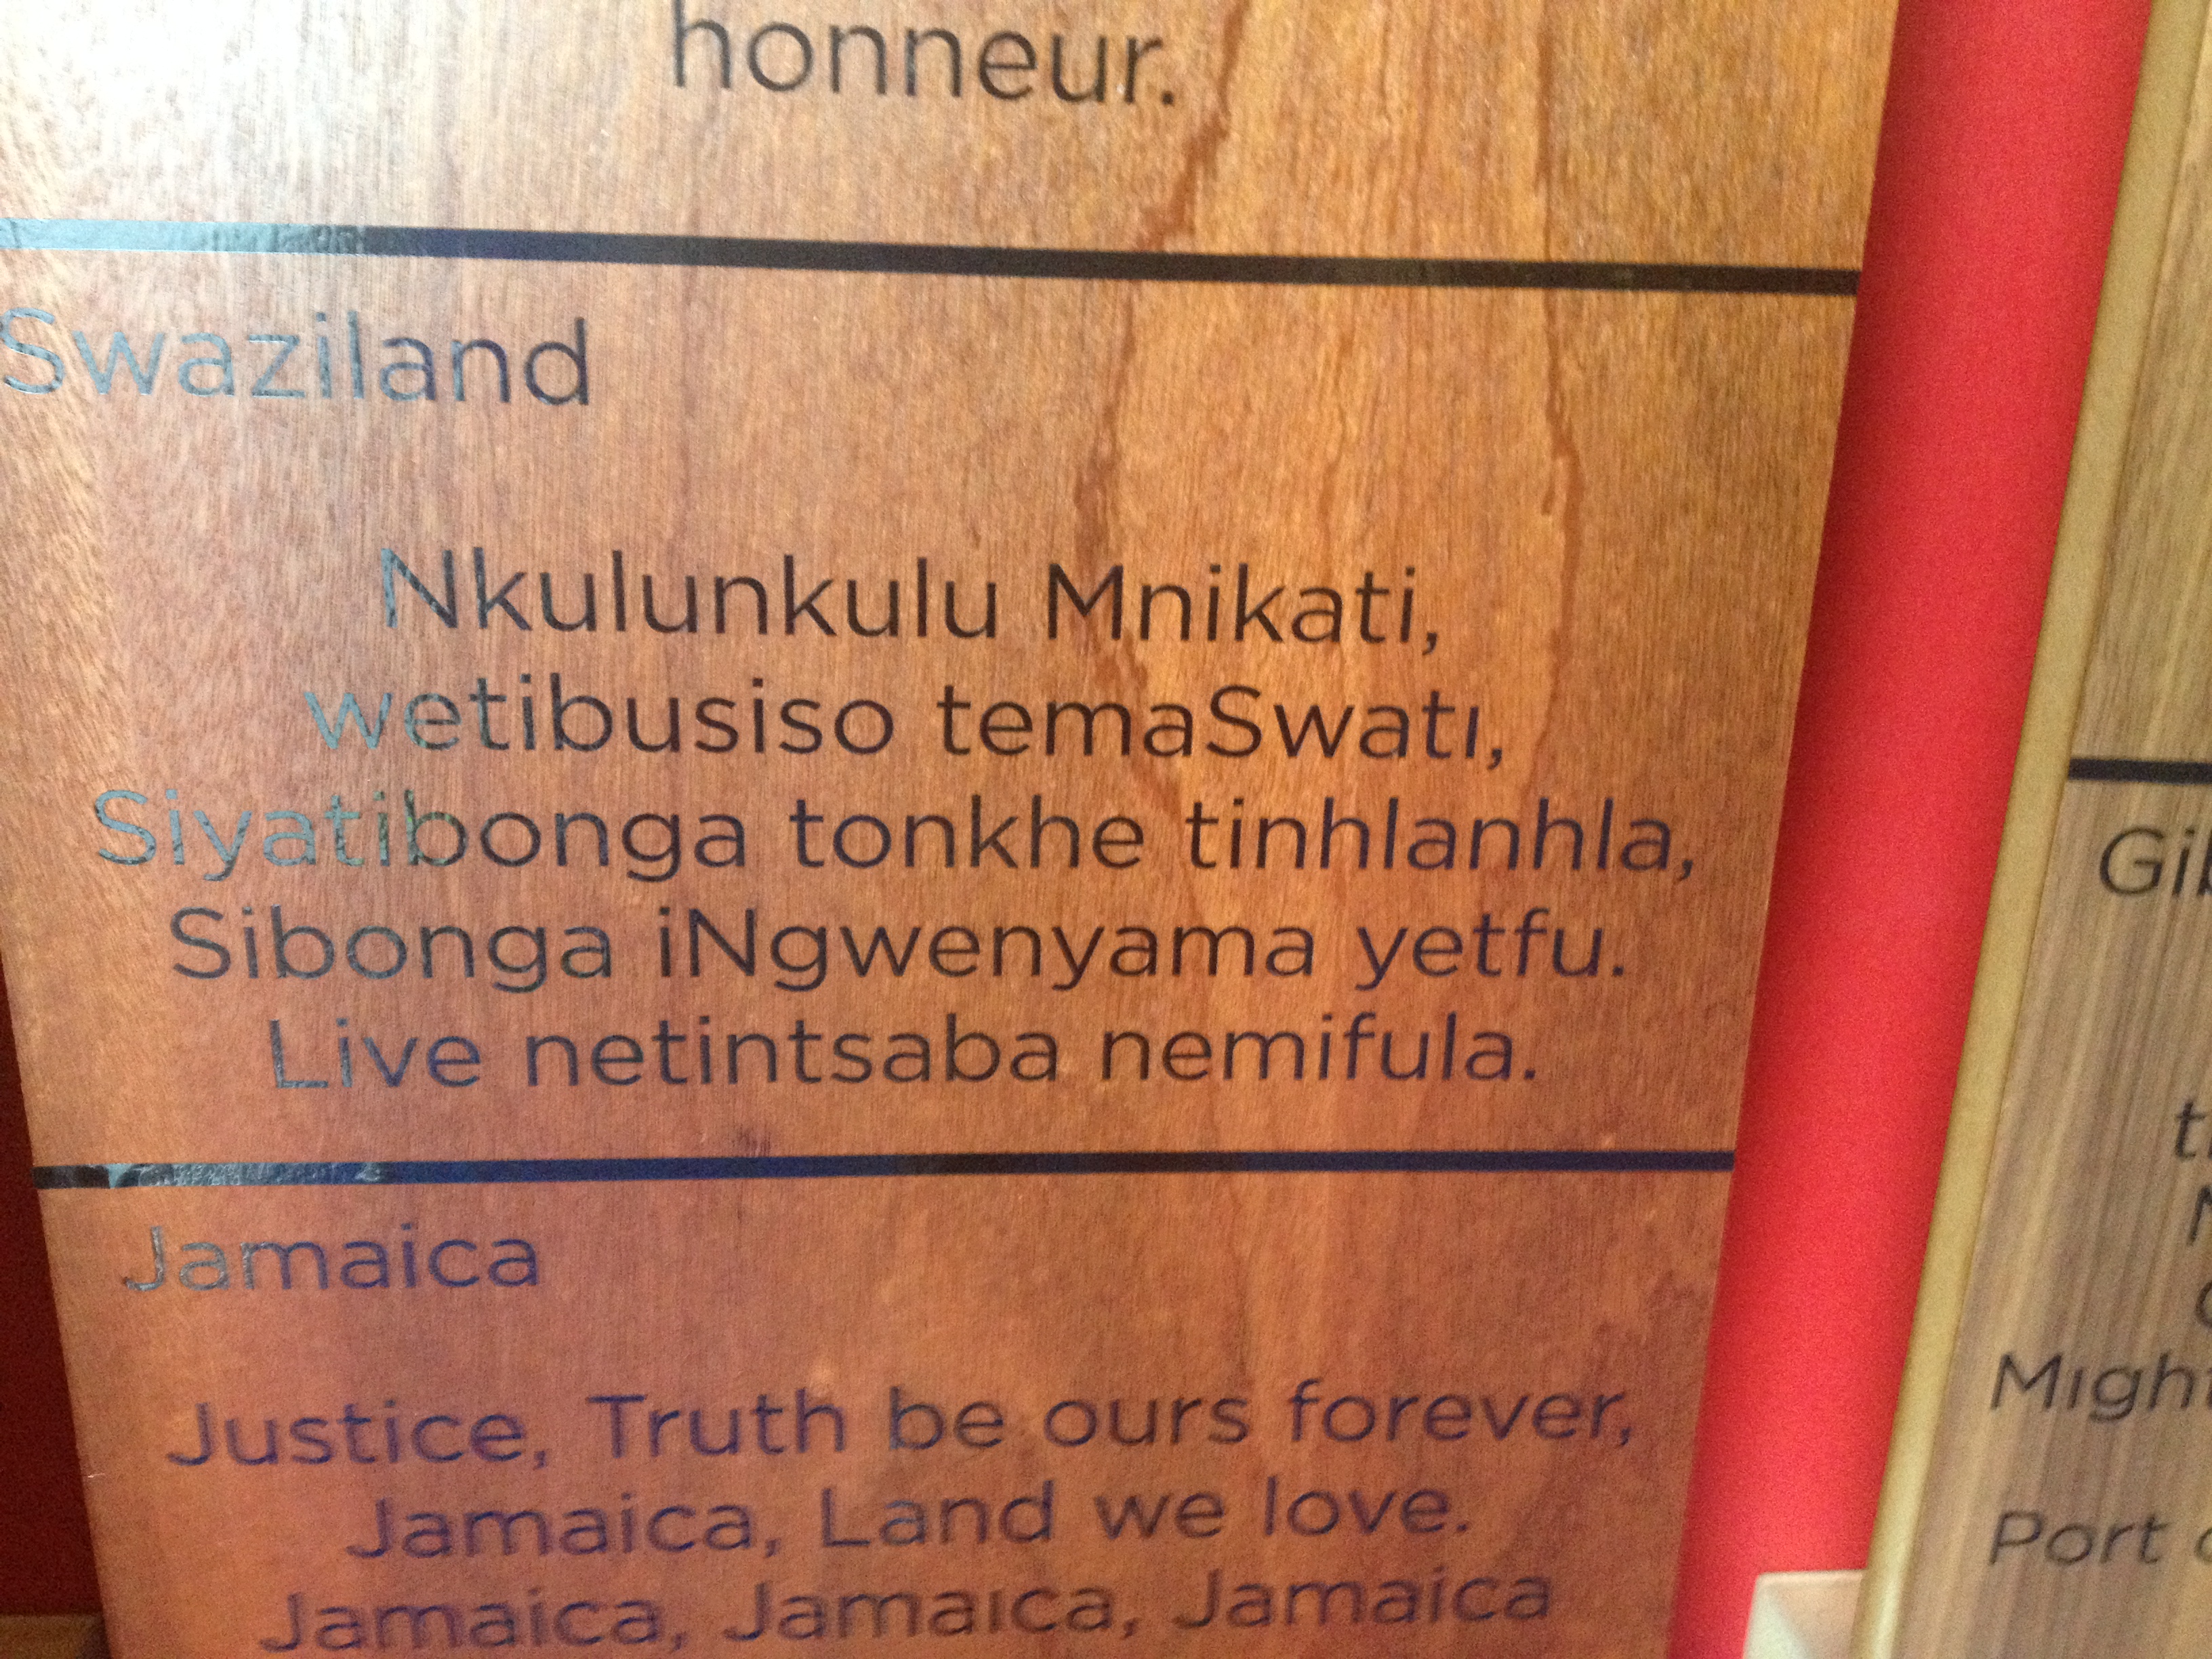 honneur.
Swaziland
Nkulunkulu Mnikati,
wetibusiso temaSwati,
Siyatibonga tonkhe tinhlanhla,
Sibonga iNgwenyama yetfu.
Live netintsaba nemifula.
Jamaica
Justice, Truth be ours forever,
Jamaica, Land we love.
Jamaica, Jamaica, Jamaica
Port